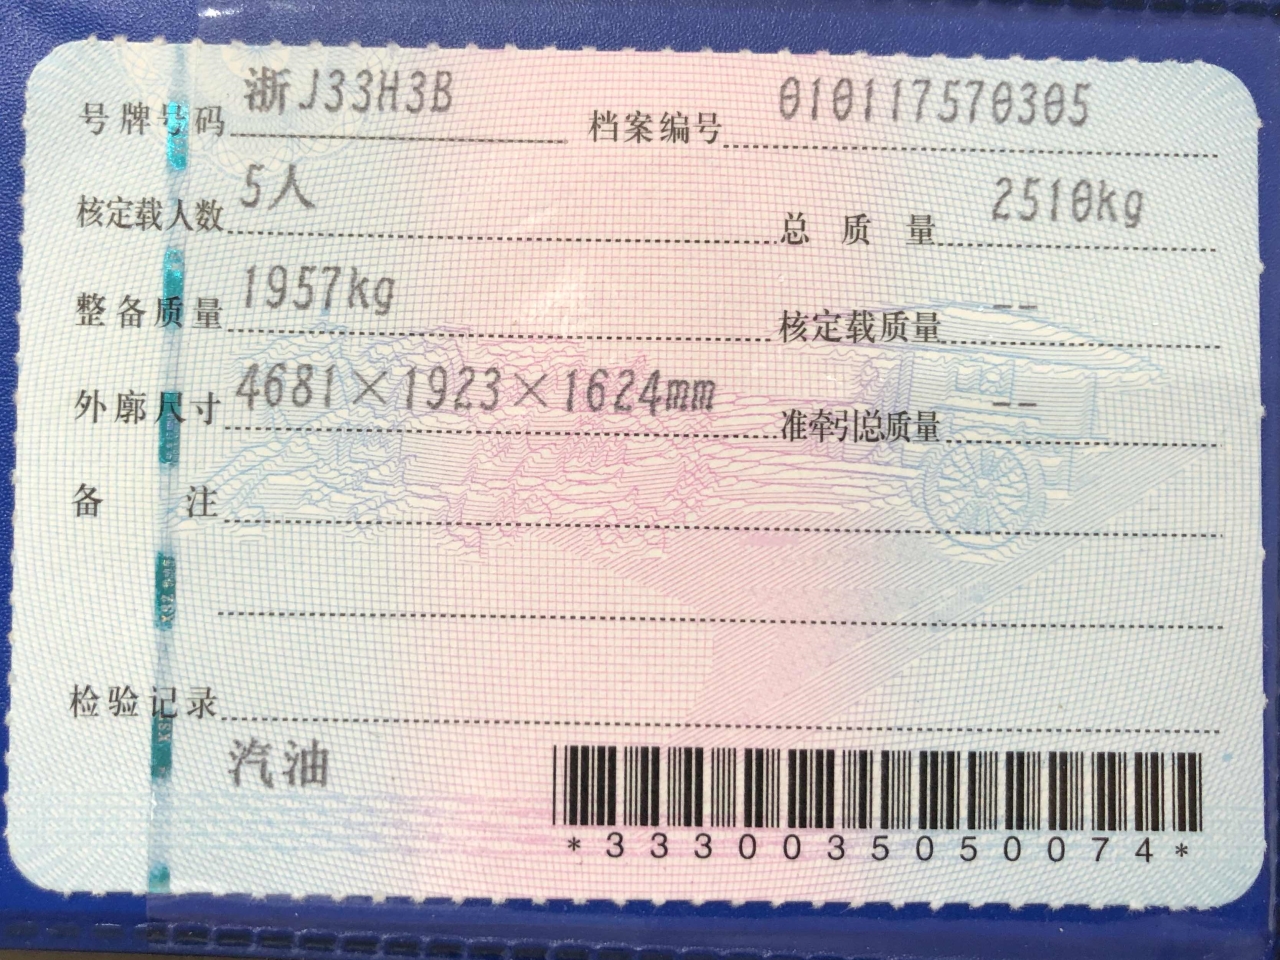 号牌号码 浙J33H3B 档案编号 010117570305
核定载人数 5人 总质量 2510kg
整备质量 1957kg 核定载质量 --
外廓尺寸 4681×1923×1624mm 准牵引总质量 --
备注
检验记录
汽油
*3330035050074*